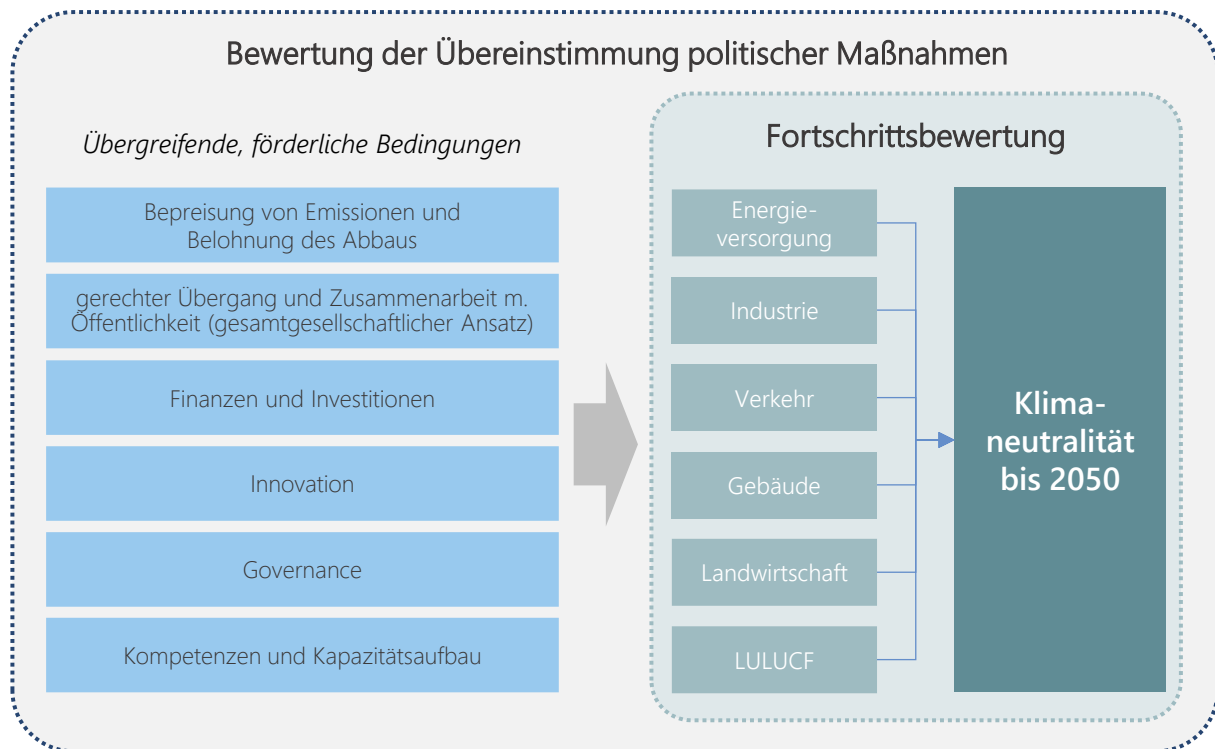 Bewertung der Übereinstimmung politischer Maßnahmen
Übergreifende, förderliche Bedingungen
Bepreisung von Emissionen und
Belohnung des Abbaus
gerechter Übergang und Zusammenarbeit m.
Öffentlichkeit (gesamtgesellschaftlicher Ansatz)
Finanzen und Investitionen
Innovation
Governance
Kompetenzen und Kapazitätsaufbau
Fortschrittsbewertung
Energie-
versorgung
Industrie
Verkehr
Gebäude
Landwirtschaft
LULUCF
Klima-
neutralität
bis 2050